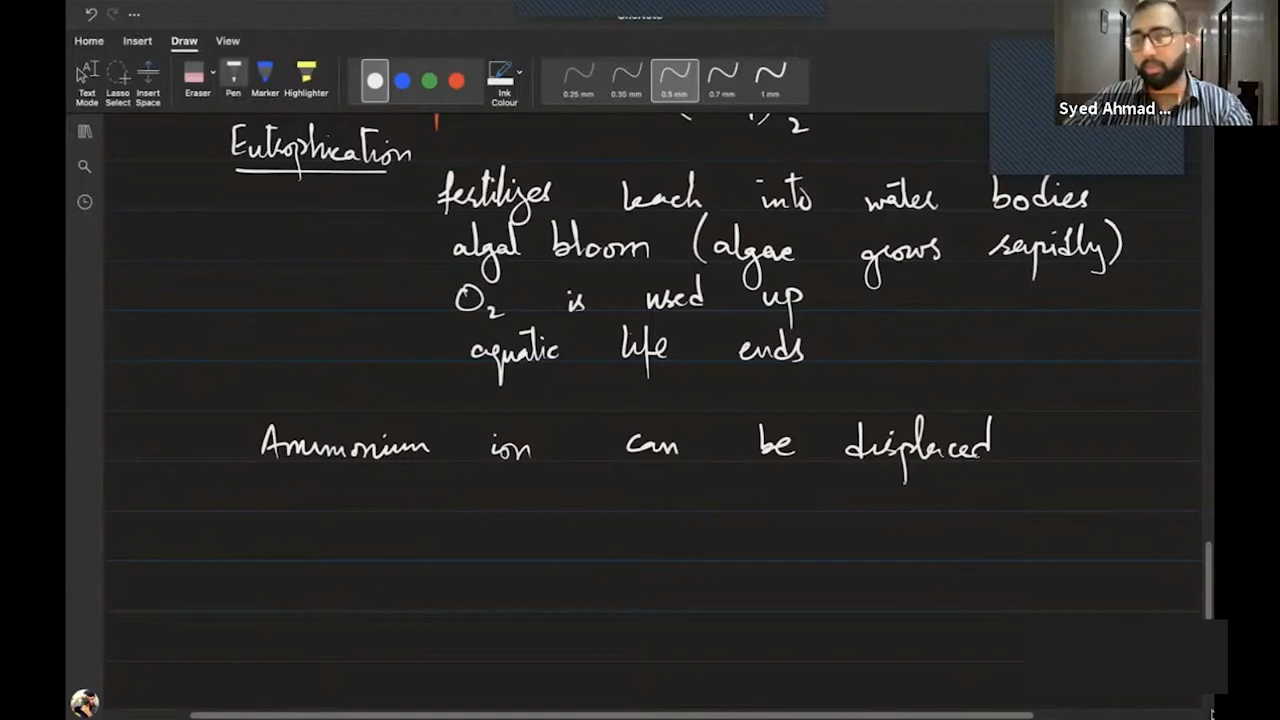 Home Insert Draw View
Text Mode Lasso Select Insert Space Eraser Pen Marker Highlighter Ink Colour 0.25 mm 0.35 mm 0.5 mm 0.7 mm 1 mm
Syed Ahmad ...
2
Eutrophication
fertilizers leach into water bodies
algal bloom (algae grows rapidly)
O₂ is used up
aquatic life ends
Ammonium ion can be displaced